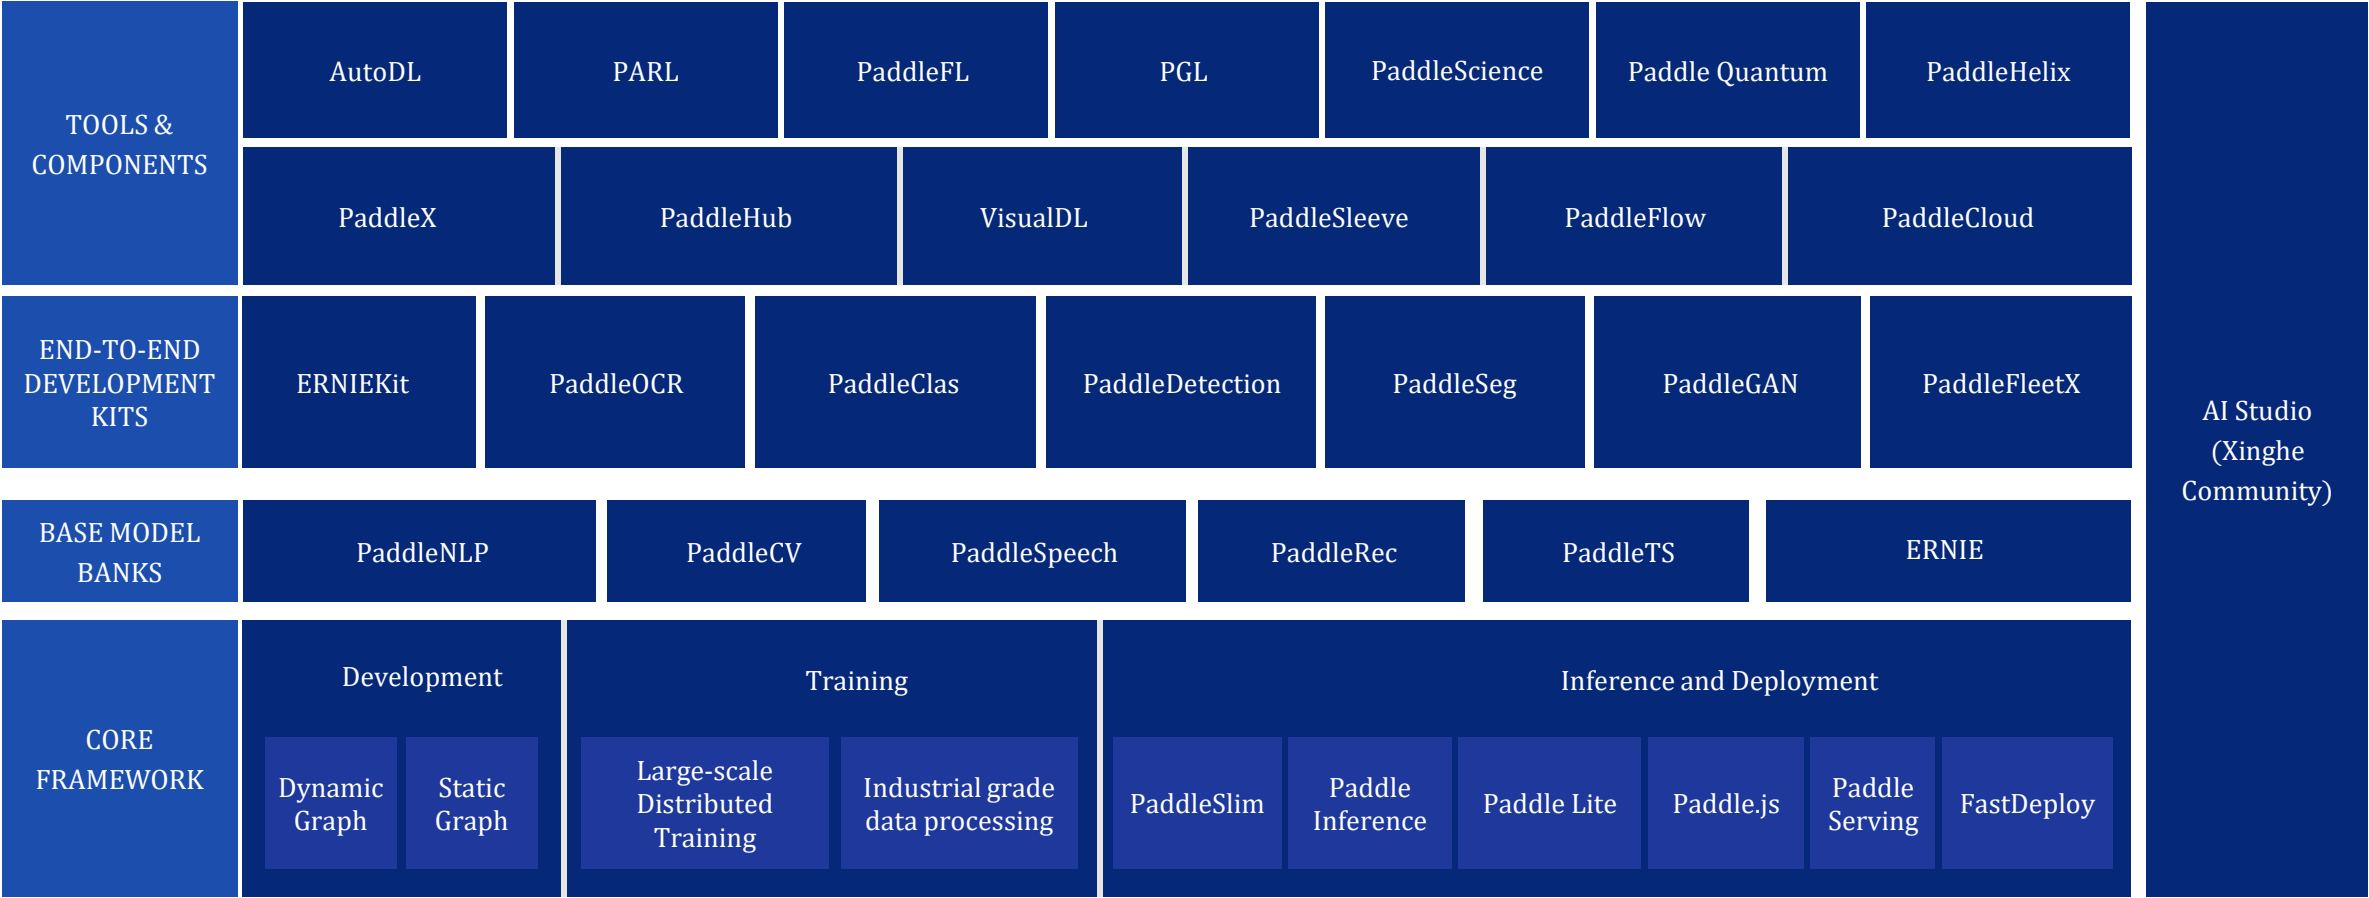 TOOLS &
COMPONENTS
AutoDL
PARL
PaddleFL
PGL
PaddleScience
Paddle Quantum
PaddleHelix
PaddleX
PaddleHub
VisualDL
PaddleSleeve
PaddleFlow
PaddleCloud
END-TO-END
DEVELOPMENT
KITS
ERNIEKit
PaddleOCR
PaddleClas
PaddleDetection
PaddleSeg
PaddleGAN
PaddleFleetX
BASE MODEL
BANKS
PaddleNLP
PaddleCV
PaddleSpeech
PaddleRec
PaddleTS
ERNIE
CORE
FRAMEWORK
Development
Dynamic
Graph
Static
Graph
Training
Large-scale
Distributed
Training
Industrial grade
data processing
Inference and Deployment
PaddleSlim
Paddle
Inference
Paddle Lite
Paddle.js
Paddle
Serving
FastDeploy
AI Studio
(Xinghe
Community)